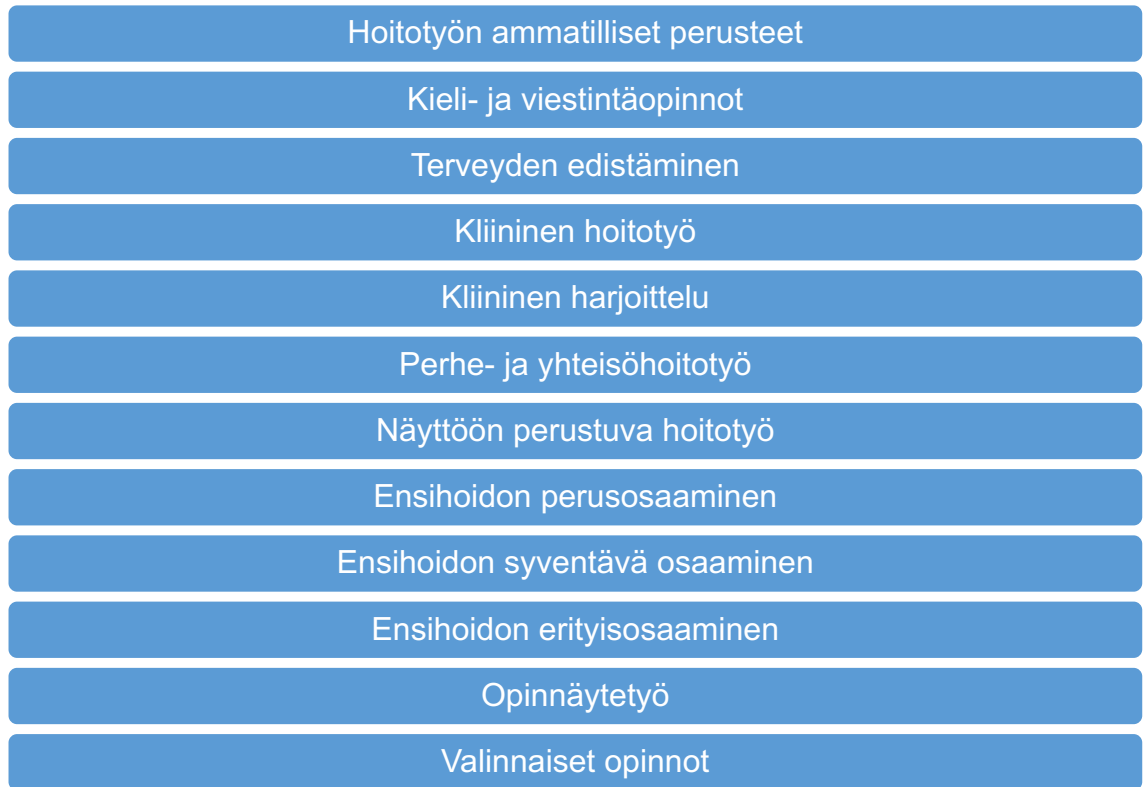 Hoitotyön ammatilliset perusteet
Kieli- ja viestintäopinnot
Terveyden edistäminen
Kliininen hoitotyö
Kliininen harjoittelu
Perhe- ja yhteisöhoitotyö
Näyttöön perustuva hoitotyö
Ensihoidon perusosaaminen
Ensihoidon syventävä osaaminen
Ensihoidon erityisosaaminen
Opinnäytetyö
Valinnaiset opinnot